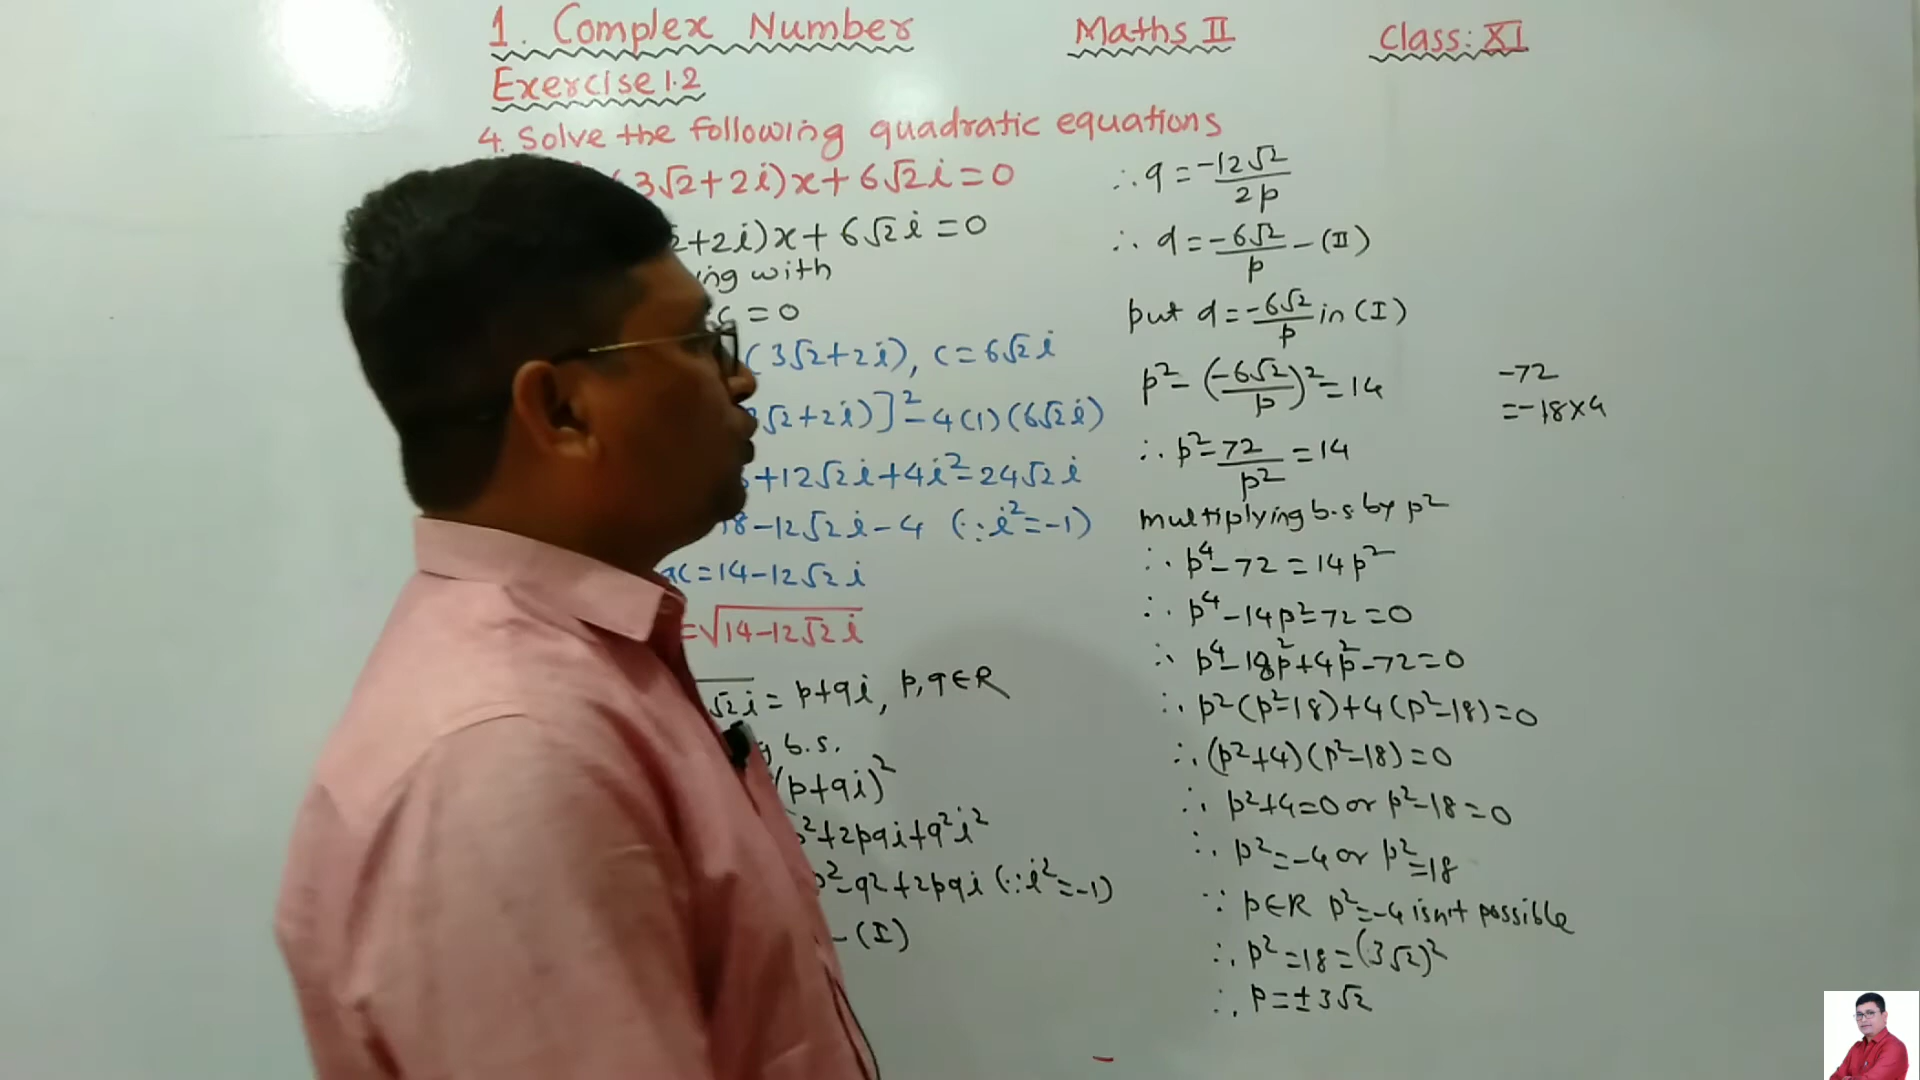 1. Complex Number Maths II Class: XI
Exercise 1.2
4. Solve the following quadratic equations
3√2+2i)x+6√2i=0
2+2i)x+6√2i=0
ing with
c=0
(3√2+2i), c=6√2i
√2+2i)]²-4(1)(6√2i)
+12√2i+4i²-24√2i
18-12√2i-4 (∵i²=-1)
ac=14-12√2i
=√14-12√2i
√2i=p+qi, p,q∈R
g b.s.
(p+qi)²
p²+2pqi+q²i²
p²-q²+2pqi (∵i²=-1)
-(I)
∴q=-12√2/2p
∴q=-6√2/p-(II)
put q=-6√2/p in (I)
p²-(-6√2/p)²=14
∴p²-72/p²=14
multiplying b.s by p²
∴p⁴-72=14p²
∴p⁴-14p²-72=0
∴p⁴-18p²+4p²-72=0
∴p²(p²-18)+4(p²-18)=0
∴(p²+4)(p²-18)=0
∴p²+4=0 or p²-18=0
∴p²=-4 or p²=18
∵p∈R p²=-4 isn't possible
∴p²=18=(3√2)²
∴p=±3√2
-72
=-18×4